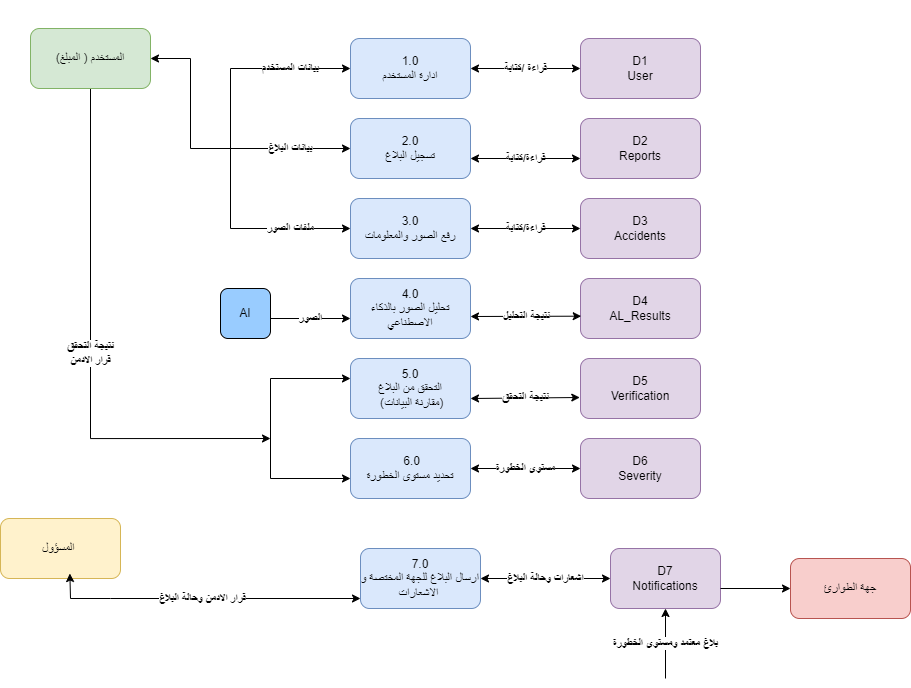 المستخدم ( المبلغ)
بيانات المستخدم
1.0
ادارة المستخدم
قراءة /كتابة
D1
User
بيانات البلاغ
2.0
تسجيل البلاغ
قراءة/كتابة
D2
Reports
ملفات الصور
3.0
رفع الصور والمعلومات
قراءة/كتابة
D3
Accidents
AI
الصور
4.0
تحليل الصور بالذكاء
الاصطناعي
نتيجة التحليل
D4
AL_Results
نتيجة التحقق
قرار الادمن
5.0
التحقق من البلاغ
(مقارنة البيانات)
نتيجة التحقق
D5
Verification
6.0
تحديد مستوى الخطورة
مستوى الخطورة
D6
Severity
المسؤول
قرار الادمن وحالة البلاغ
7.0
ارسال البلاغ للجهة المختصة و
الاشعارات
اشعارات وحالة البلاغ
D7
Notifications
جهة الطوارئ
بلاغ معتمد ومستوى الخطورة